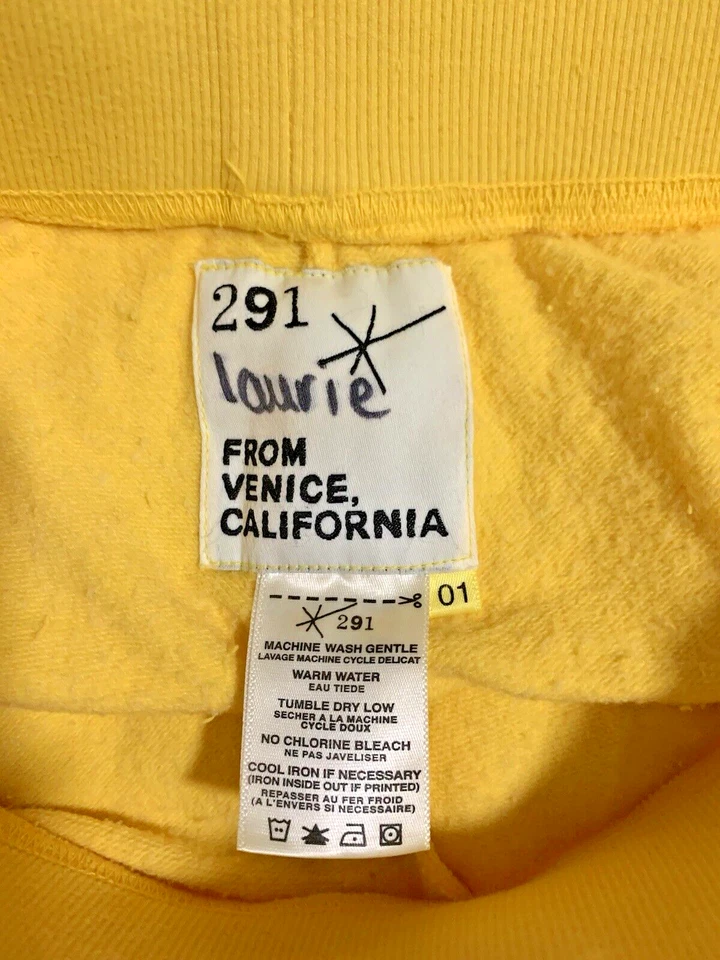 291
laurie
FROM
VENICE,
CALIFORNIA
01
291
MACHINE WASH GENTLE
LAVAGE MACHINE CYCLE DELICAT
WARM WATER
EAU TIEDE
TUMBLE DRY LOW
SECHER A LA MACHINE
CYCLE DOUX
NO CHLORINE BLEACH
NE PAS JAVELISER
COOL IRON IF NECESSARY
(IRON INSIDE OUT IF PRINTED)
REPASSER AU FER FROID
(A L'ENVERS SI NECESSAIRE)